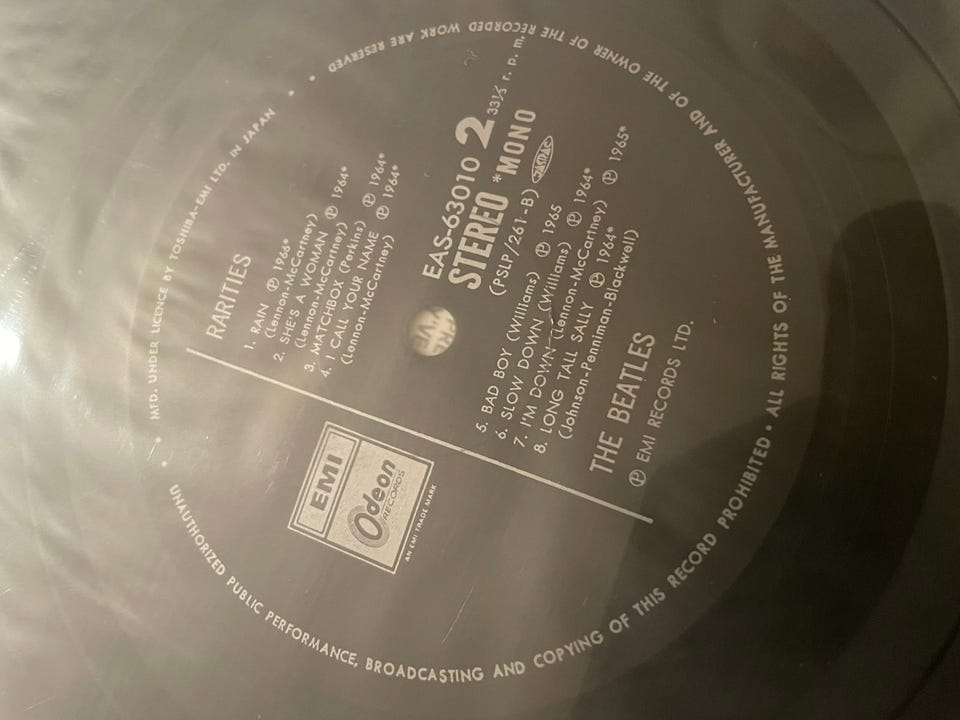 MFD. UNDER LICENCE BY TOSHIBA-EMI LTD. IN JAPAN
RARITIES
1. RAIN ℗ 1966*
(Lennon-McCartney)
2. SHE'S A WOMAN ℗ 1964*
(Lennon-McCartney)
3. MATCHBOX (Perkins) ℗ 1964*
4. I CALL YOUR NAME ℗ 1964*
(Lennon-McCartney)
EAS-63010 2 33⅓ r. p. m.
STEREO *MONO
(PSLP/261-B) JASRAC
5. BAD BOY (Williams) ℗ 1965
6. SLOW DOWN (Williams) ℗ 1964*
7. I'M DOWN (Lennon-McCartney) ℗ 1965*
8. LONG TALL SALLY ℗ 1964*
(Johnson-Penniman-Blackwell)
THE BEATLES
℗ EMI RECORDS LTD.
EMI
Odeon
RECORDS
AN EMI TRADE MARK
UNAUTHORIZED PUBLIC PERFORMANCE, BROADCASTING AND COPYING OF THIS RECORD PROHIBITED • ALL RIGHTS OF THE MANUFACTURER AND OF THE OWNER OF THE RECORDED WORK ARE RESERVED •